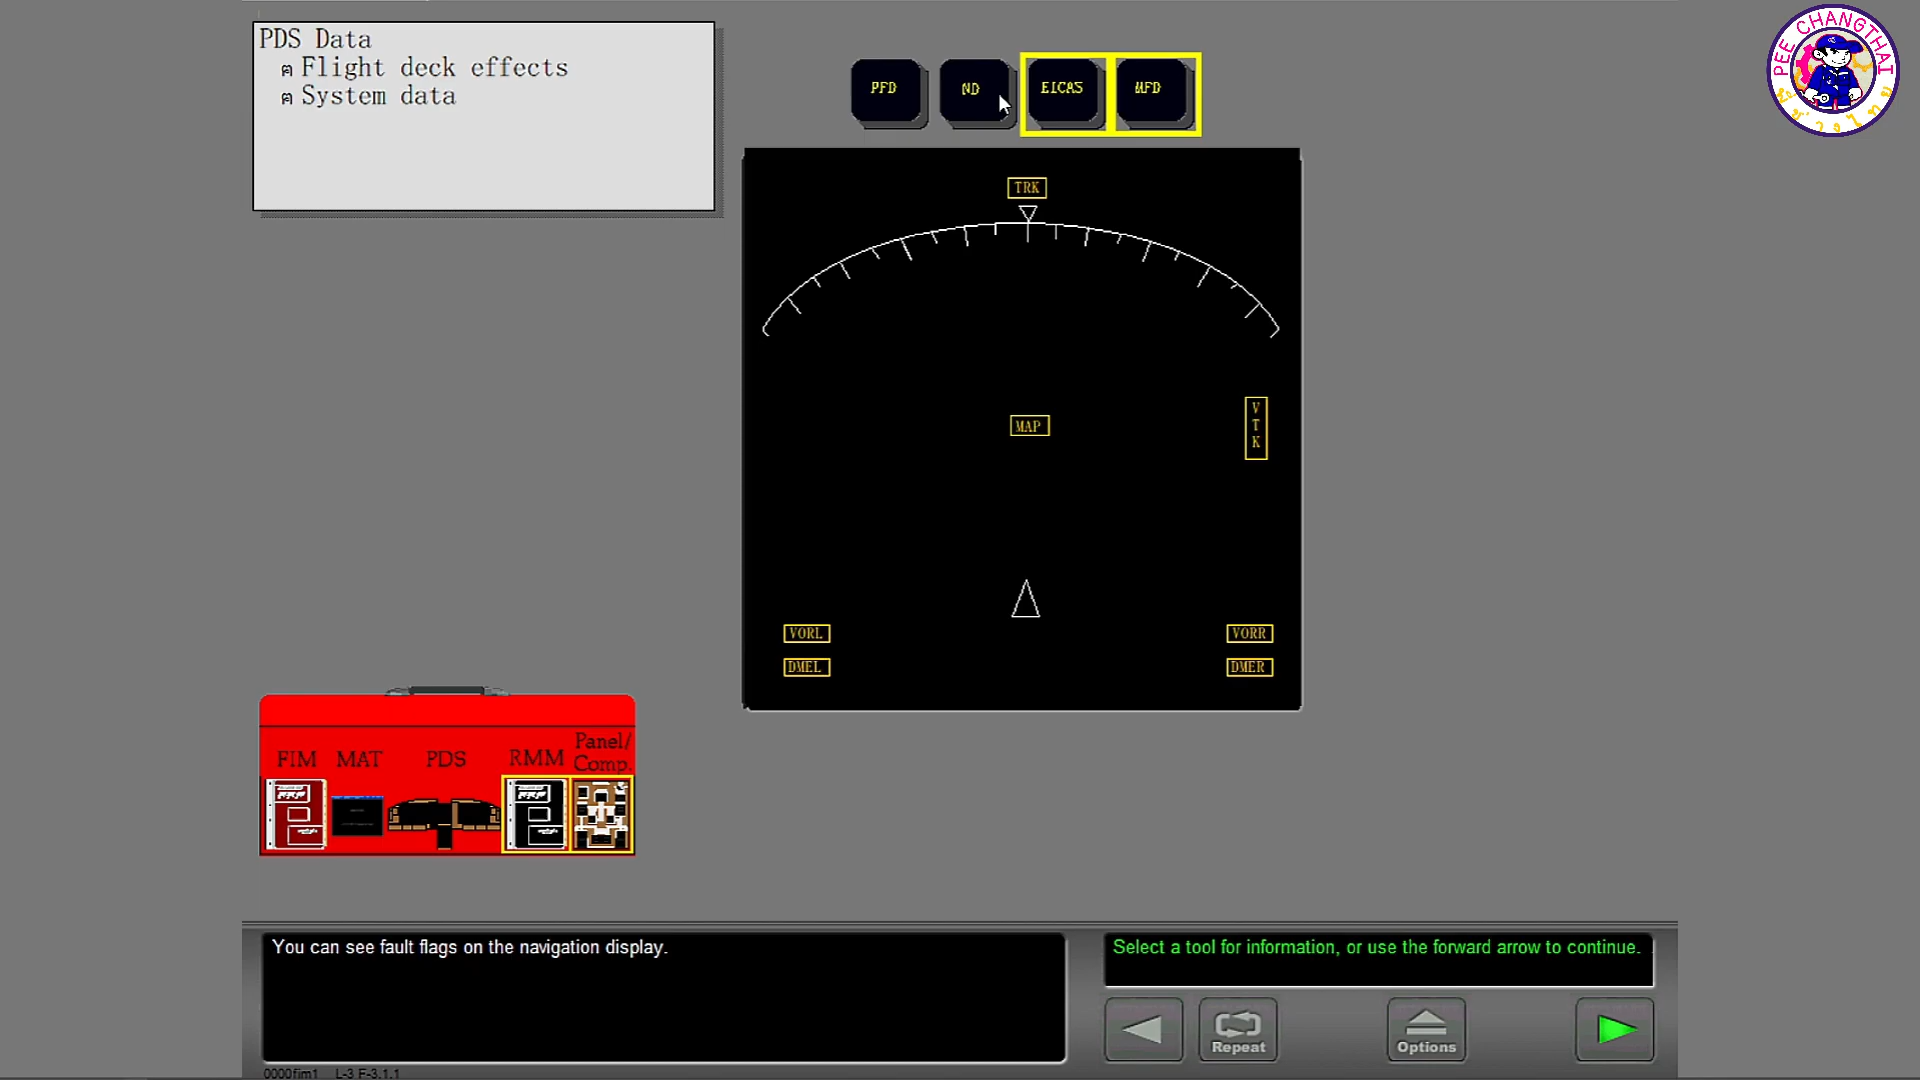 PDS Data
Flight deck effects
System data
PFD
ND
EICAS
MFD
PEE CHANGTHAI
TRK
MAP
VTK
VORL
VORR
DMEL
DMER
FIM
MAT
PDS
RMM
Panel/
Comp.
You can see fault flags on the navigation display.
Select a tool for information, or use the forward arrow to continue.
Repeat
Options
0000fim1 L-3 F-3.1.1